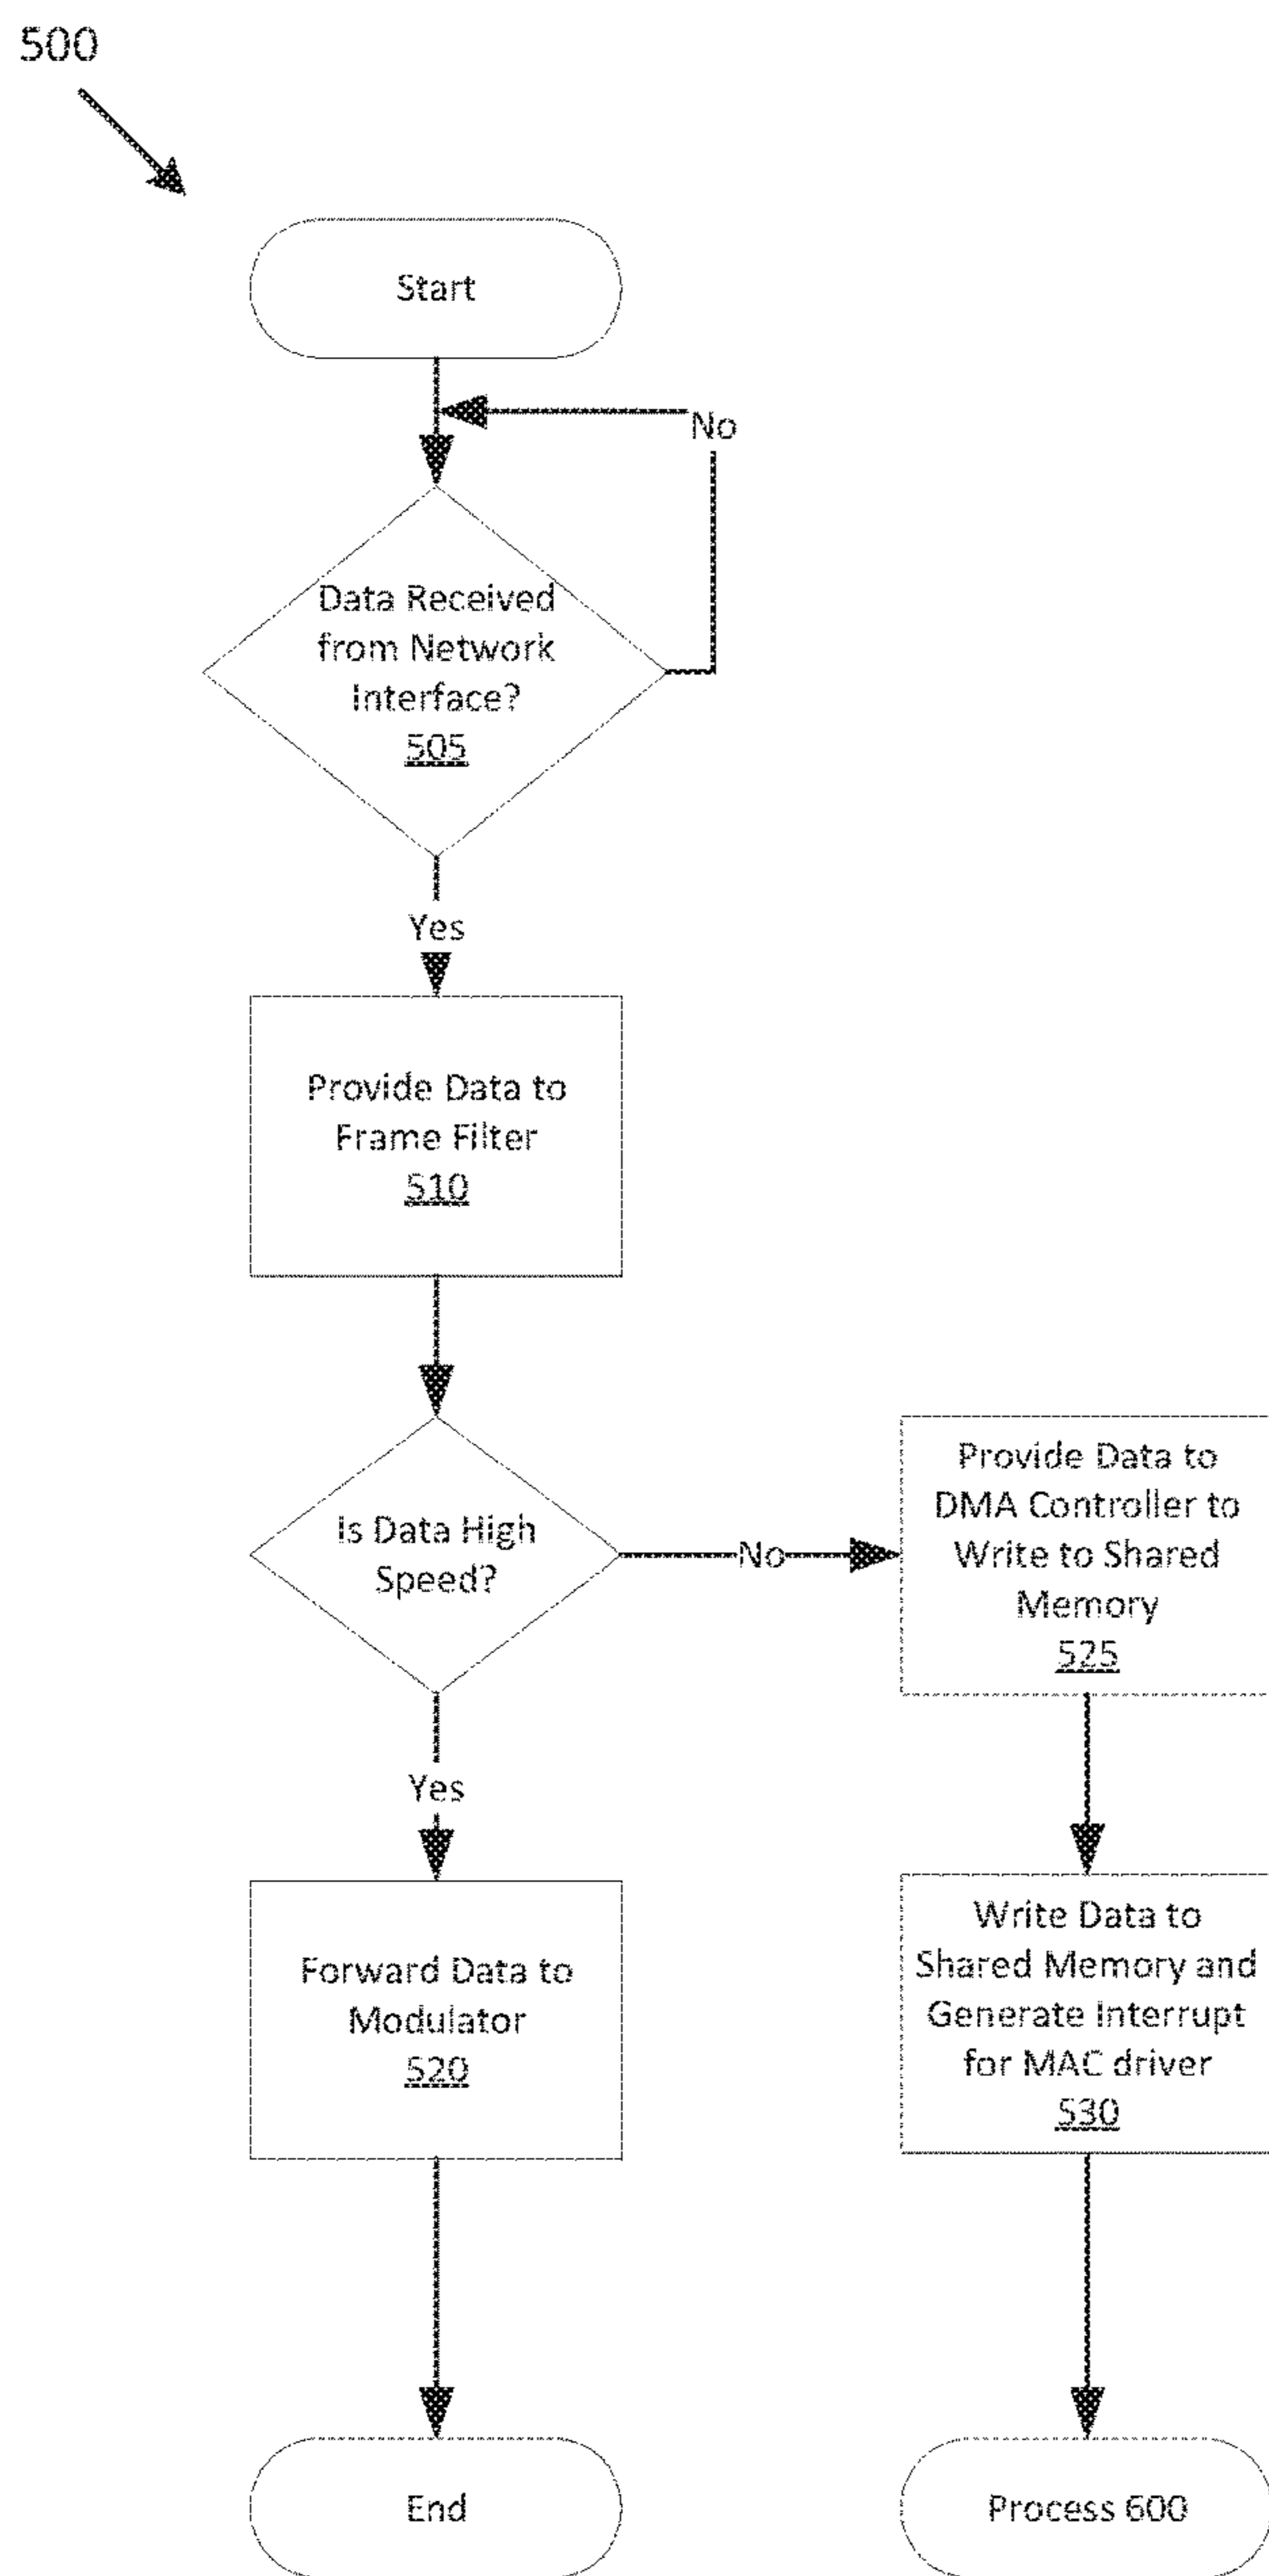 500
Start
No
Data Received
from Network
Interface?
505
Yes
Provide Data to
Frame Filter
510
Is Data High
Speed?
No
Provide Data to
DMA Controller to
Write to Shared
Memory
525
Yes
Forward Data to
Modulator
520
Write Data to
Shared Memory and
Generate Interrupt
for MAC driver
530
End
Process 600